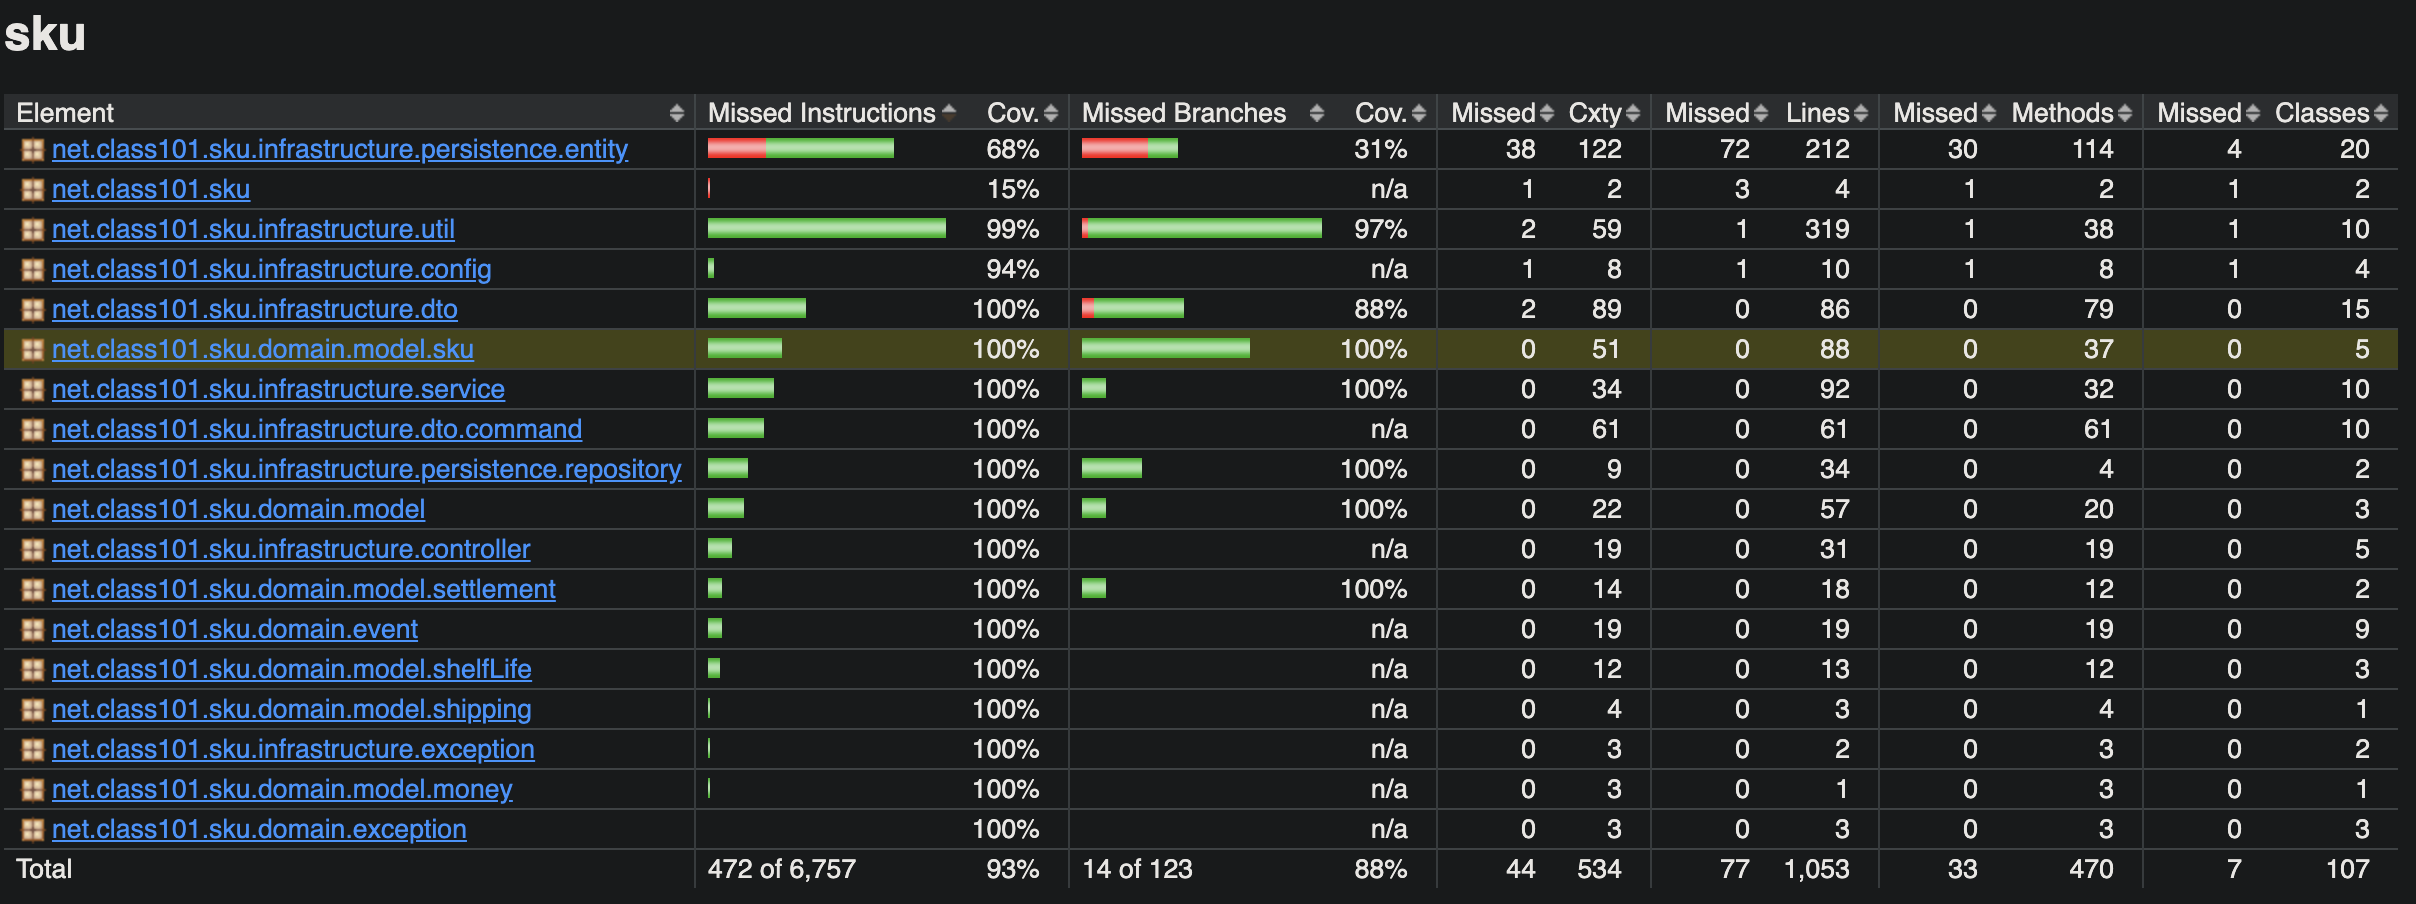 sku
Element Missed Instructions Cov. Missed Branches Cov. Missed Cxty Missed Lines Missed Methods Missed Classes
net.class101.sku.infrastructure.persistence.entity 68% 31% 38 122 72 212 30 114 4 20
net.class101.sku 15% n/a 1 2 3 4 1 2 1 2
net.class101.sku.infrastructure.util 99% 97% 2 59 1 319 1 38 1 10
net.class101.sku.infrastructure.config 94% n/a 1 8 1 10 1 8 1 4
net.class101.sku.infrastructure.dto 100% 88% 2 89 0 86 0 79 0 15
net.class101.sku.domain.model.sku 100% 100% 0 51 0 88 0 37 0 5
net.class101.sku.infrastructure.service 100% 100% 0 34 0 92 0 32 0 10
net.class101.sku.infrastructure.dto.command 100% n/a 0 61 0 61 0 61 0 10
net.class101.sku.infrastructure.persistence.repository 100% 100% 0 9 0 34 0 4 0 2
net.class101.sku.domain.model 100% 100% 0 22 0 57 0 20 0 3
net.class101.sku.infrastructure.controller 100% n/a 0 19 0 31 0 19 0 5
net.class101.sku.domain.model.settlement 100% 100% 0 14 0 18 0 12 0 2
net.class101.sku.domain.event 100% n/a 0 19 0 19 0 19 0 9
net.class101.sku.domain.model.shelfLife 100% n/a 0 12 0 13 0 12 0 3
net.class101.sku.domain.model.shipping 100% n/a 0 4 0 3 0 4 0 1
net.class101.sku.infrastructure.exception 100% n/a 0 3 0 2 0 3 0 2
net.class101.sku.domain.model.money 100% n/a 0 3 0 1 0 3 0 1
net.class101.sku.domain.exception 100% n/a 0 3 0 3 0 3 0 3
Total 472 of 6,757 93% 14 of 123 88% 44 534 77 1,053 33 470 7 107